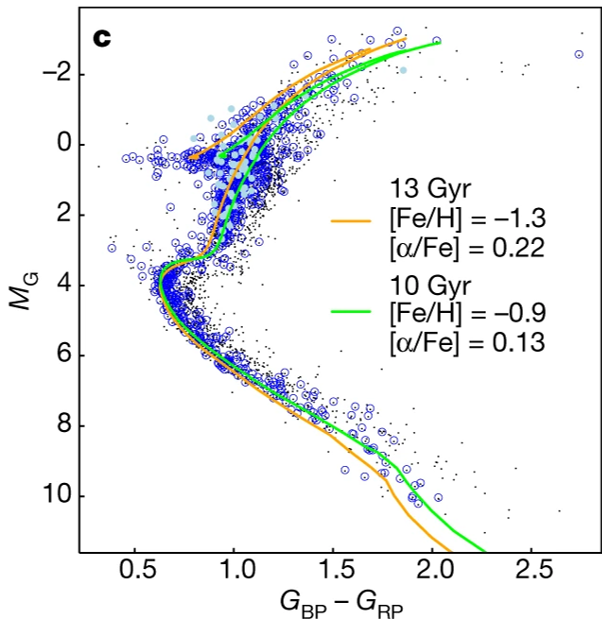 c
−2
0
2
4
6
8
10
M_G
13 Gyr
[Fe/H] = −1.3
[α/Fe] = 0.22
10 Gyr
[Fe/H] = −0.9
[α/Fe] = 0.13
0.5 1.0 1.5 2.0 2.5
G_BP − G_RP